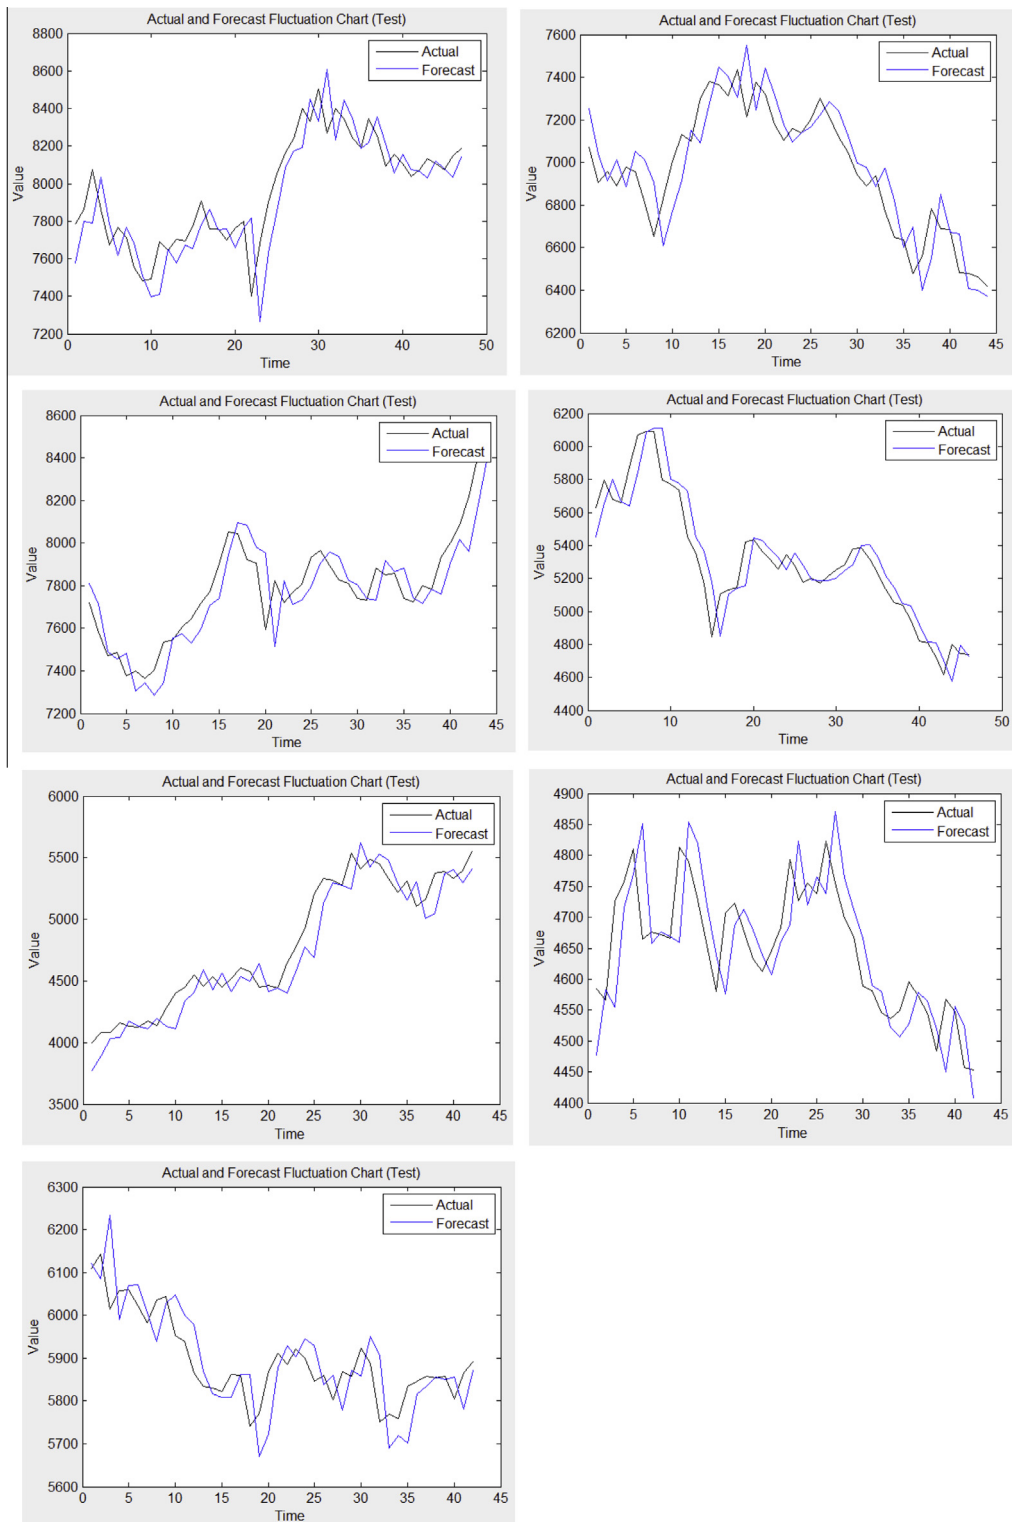 Actual and Forecast Fluctuation Chart (Test)
8800
8600
8400
8200
8000
7800
7600
7400
7200
Value
0 10 20 30 40 50
Time
Actual
Forecast
Actual and Forecast Fluctuation Chart (Test)
7600
7400
7200
7000
6800
6600
6400
6200
Value
0 5 10 15 20 25 30 35 40 45
Time
Actual
Forecast
Actual and Forecast Fluctuation Chart (Test)
8600
8400
8200
8000
7800
7600
7400
7200
Value
0 5 10 15 20 25 30 35 40 45
Time
Actual
Forecast
Actual and Forecast Fluctuation Chart (Test)
6200
6000
5800
5600
5400
5200
5000
4800
4600
4400
Value
0 10 20 30 40 50
Time
Actual
Forecast
Actual and Forecast Fluctuation Chart (Test)
6000
5500
5000
4500
4000
3500
Value
0 5 10 15 20 25 30 35 40 45
Time
Actual
Forecast
Actual and Forecast Fluctuation Chart (Test)
4900
4850
4800
4750
4700
4650
4600
4550
4500
4450
4400
Value
0 5 10 15 20 25 30 35 40 45
Time
Actual
Forecast
Actual and Forecast Fluctuation Chart (Test)
6300
6200
6100
6000
5900
5800
5700
5600
Value
0 5 10 15 20 25 30 35 40 45
Time
Actual
Forecast